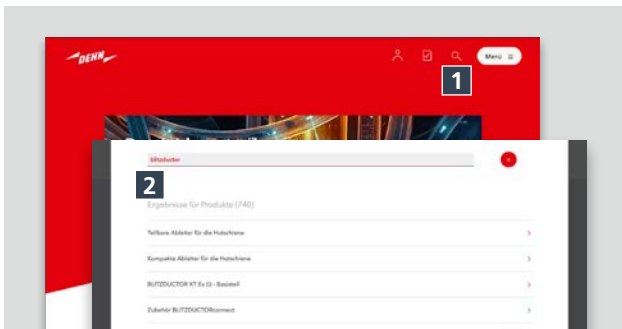 DEHN
Menü
1
blitzductor
2
Ergebnisse für Produkte (740)
Teilbare Ableiter für die Hutschiene
Kompakte Ableiter für die Hutschiene
BLITZDUCTOR XT Ex (i) - Basisteil
Zubehör BLITZDUCTORconnect